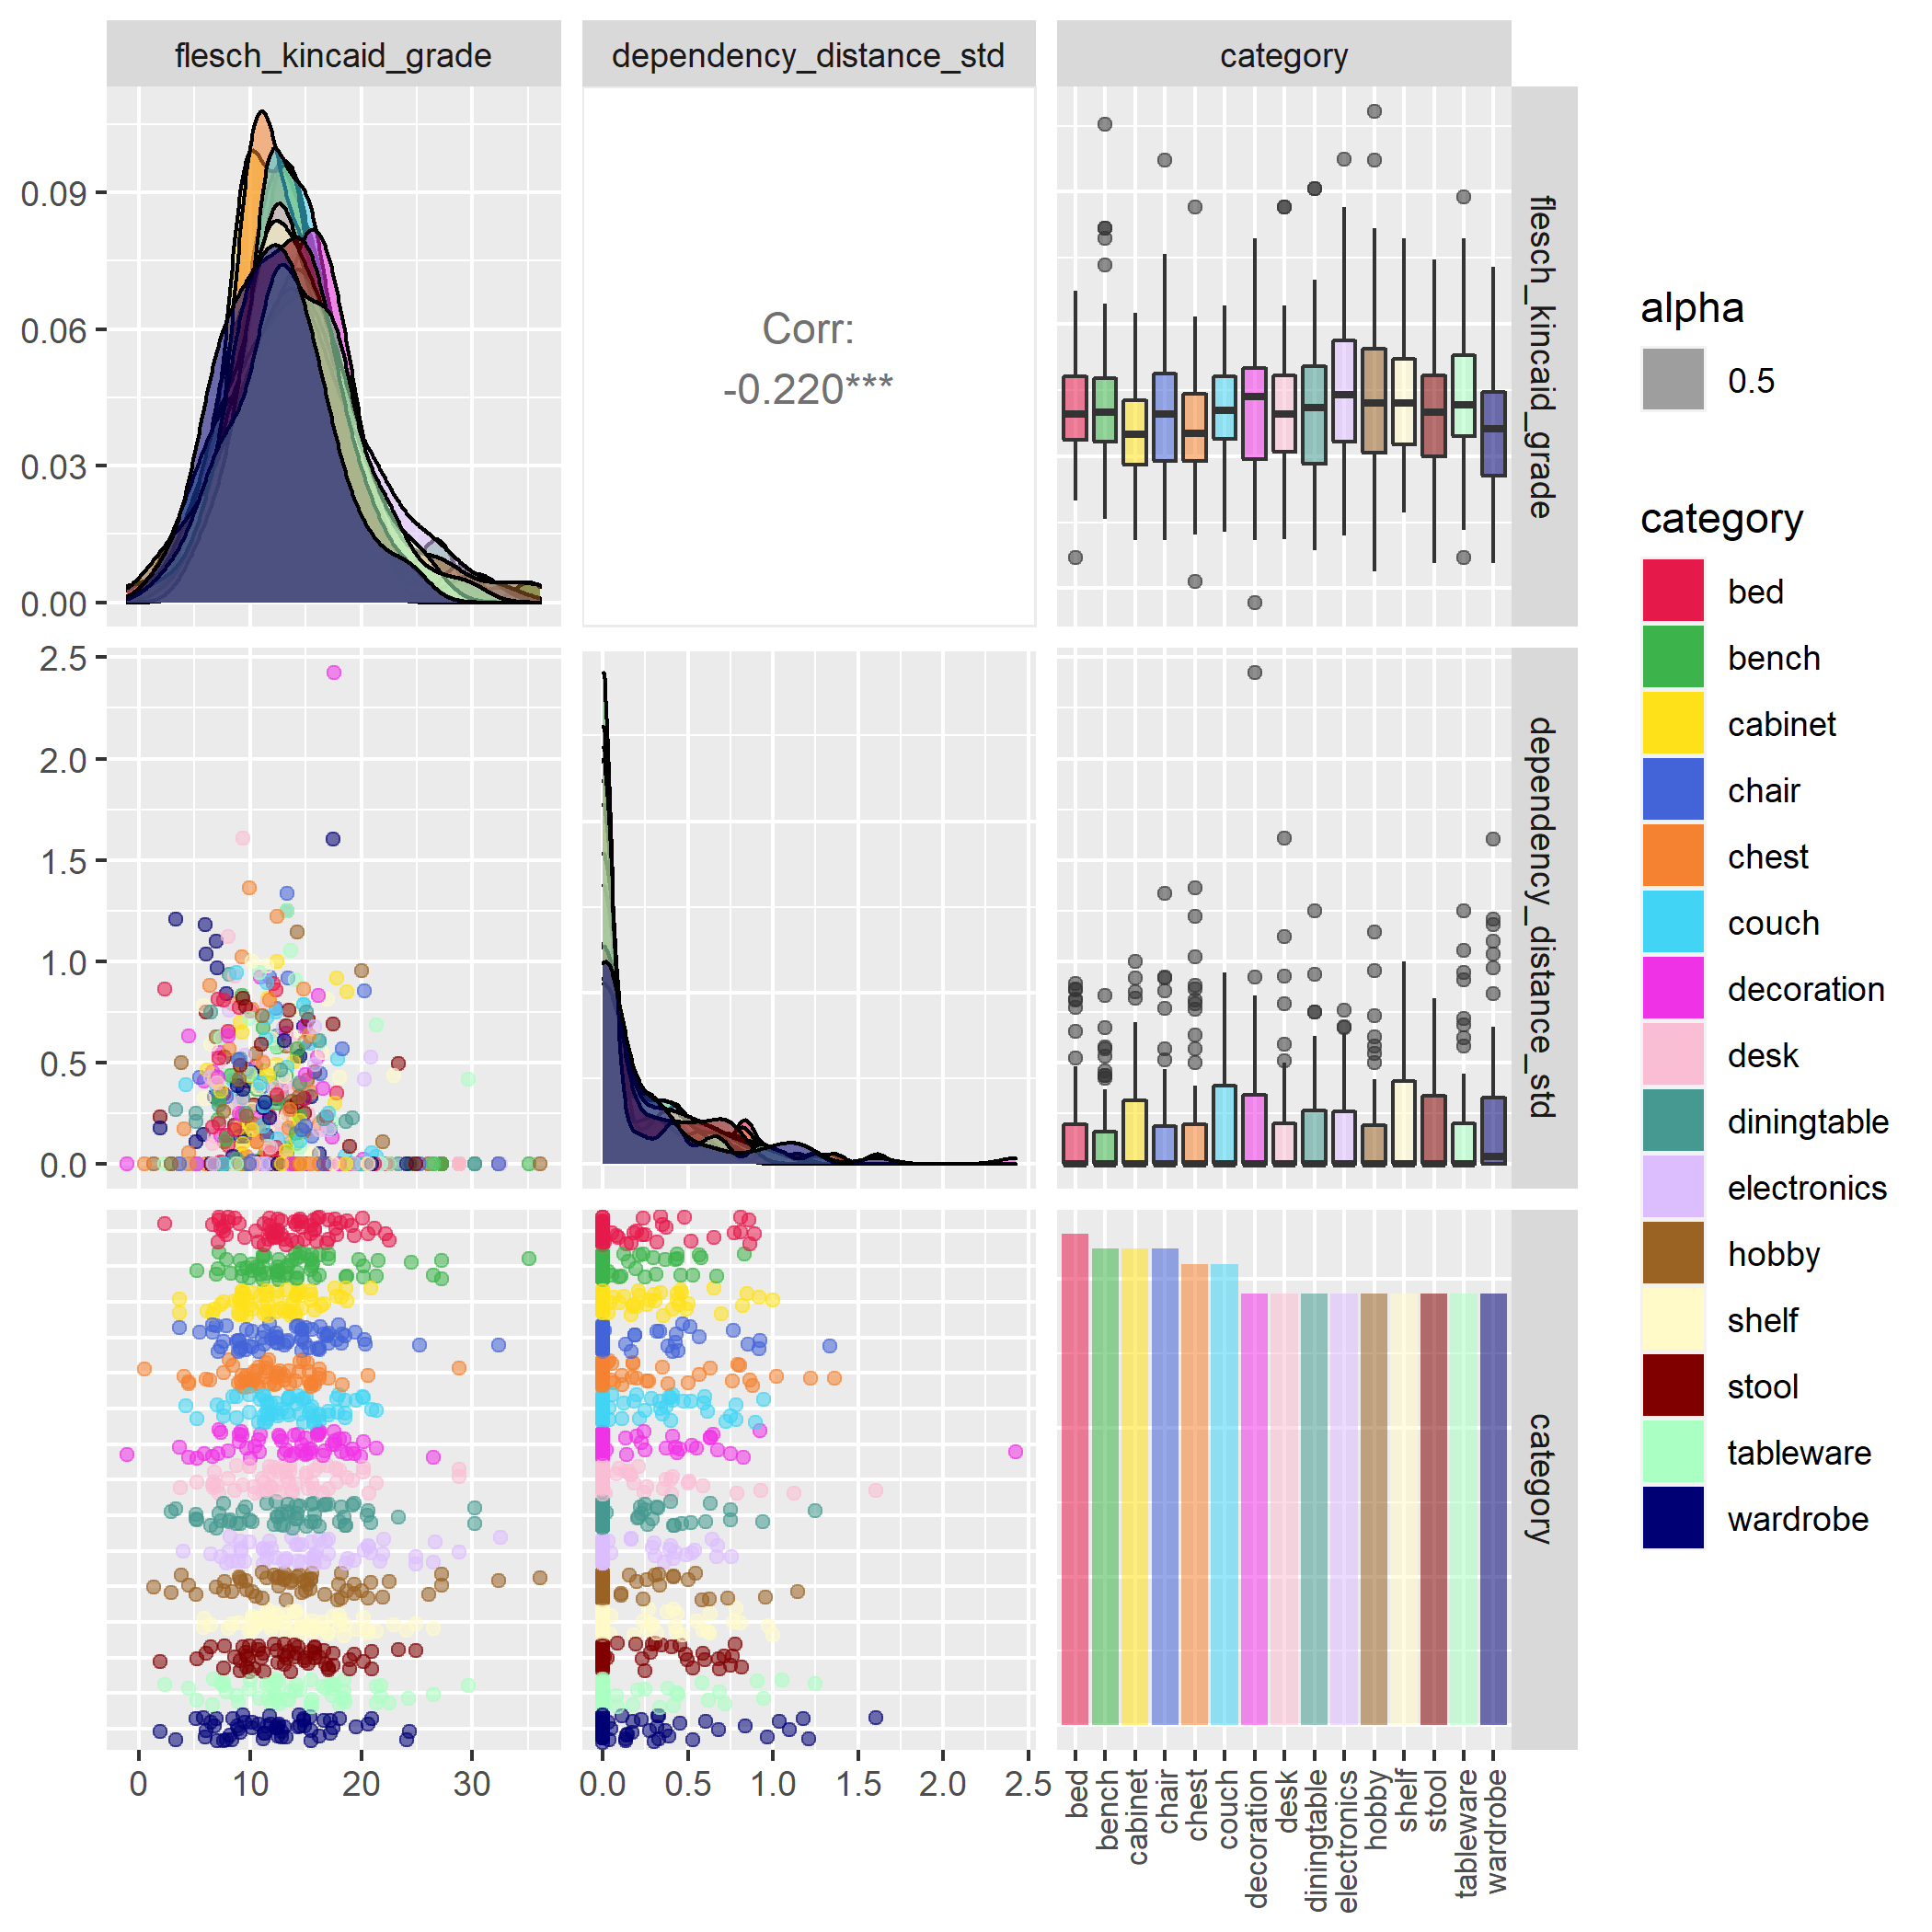 flesch_kincaid_grade
dependency_distance_std
category
0.09
0.06
0.03
0.00
Corr:
-0.220***
flesch_kincaid_grade
2.5
2.0
1.5
1.0
0.5
0.0
dependency_distance_std
category
0
10
20
30
0.0
0.5
1.0
1.5
2.0
2.5
bed
bench
cabinet
chair
chest
couch
decoration
desk
diningtable
electronics
hobby
shelf
stool
tableware
wardrobe
alpha
0.5
category
bed
bench
cabinet
chair
chest
couch
decoration
desk
diningtable
electronics
hobby
shelf
stool
tableware
wardrobe